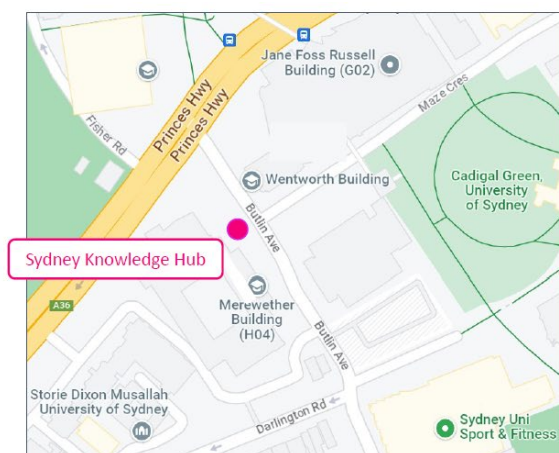 Jane Foss Russell
Building (G02)
Princes Hwy
Princes Hwy
Maze Cres
Fisher Rd
Wentworth Building
Cadigal Green,
University
of Sydney
Butlin Ave
Sydney Knowledge Hub
A36
Merewether
Building
(H04)
Butlin Ave
Storie Dixon Musallah
University of Sydney
Darlington Rd
Sydney Uni
Sport & Fitness